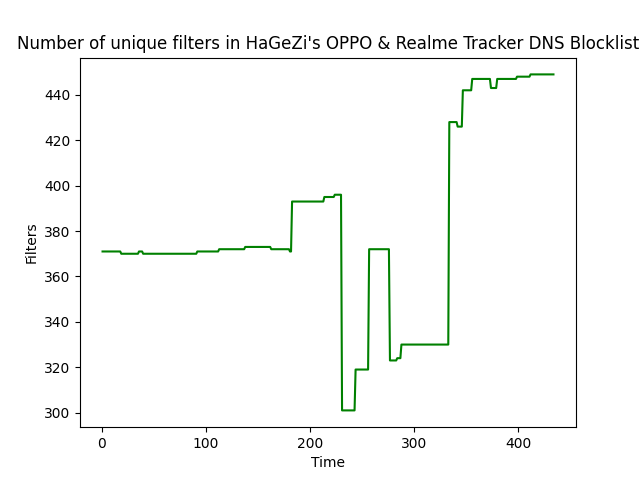 Number of unique filters in HaGeZi's OPPO & Realme Tracker DNS Blocklist
440
420
400
380
360
340
320
300
Filters
0 100 200 300 400
Time